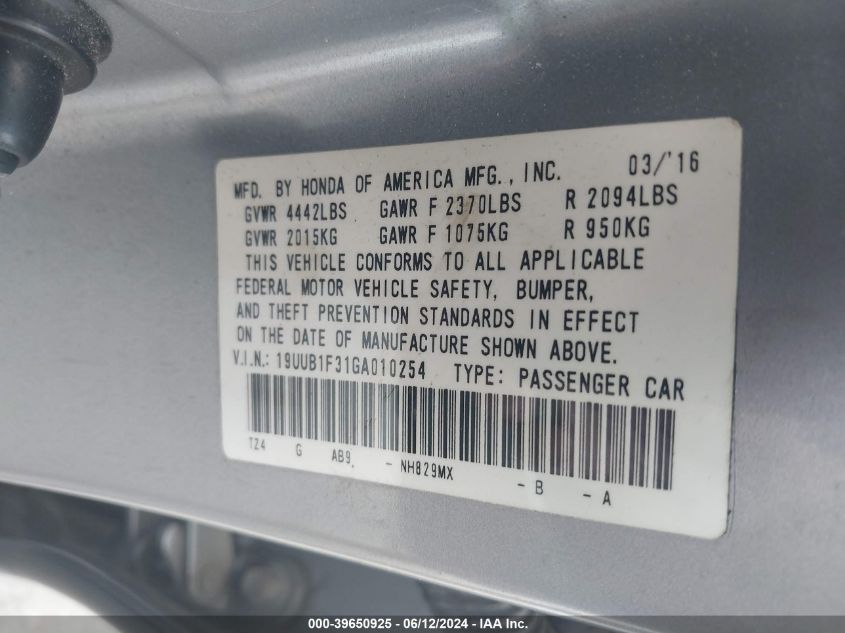 MFD. BY HONDA OF AMERICA MFG., INC. 03/'16
GVWR 4442LBS GAWR F 2370LBS R 2094LBS
GVWR 2015KG GAWR F 1075KG R 950KG
THIS VEHICLE CONFORMS TO ALL APPLICABLE
FEDERAL MOTOR VEHICLE SAFETY, BUMPER,
AND THEFT PREVENTION STANDARDS IN EFFECT
ON THE DATE OF MANUFACTURE SHOWN ABOVE.
V.I.N.: 19UUB1F31GA010254 TYPE: PASSENGER CAR
TZ4 G AB9 - NH829MX - B - A
000-39650925 / 06/12/2024 - IAA Inc.